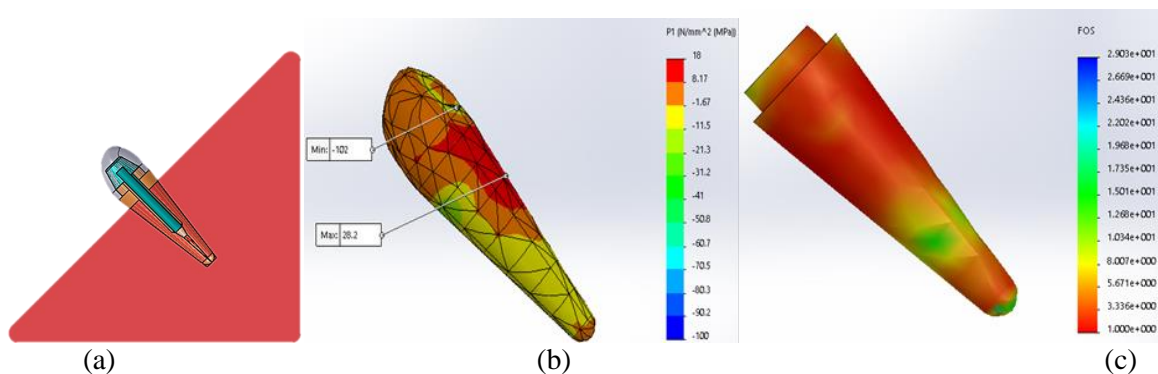 P1 (N/mm^2 (MPa))
18
8.17
-1.67
-11.5
-21.3
-31.2
-41
-50.8
-60.7
-70.5
-80.3
-90.2
-100
Min: -102
Max: 28.2
FOS
2.903e+001
2.669e+001
2.436e+001
2.202e+001
1.968e+001
1.735e+001
1.501e+001
1.268e+001
1.034e+001
8.007e+000
5.671e+000
3.336e+000
1.000e+000
(a)
(b)
(c)